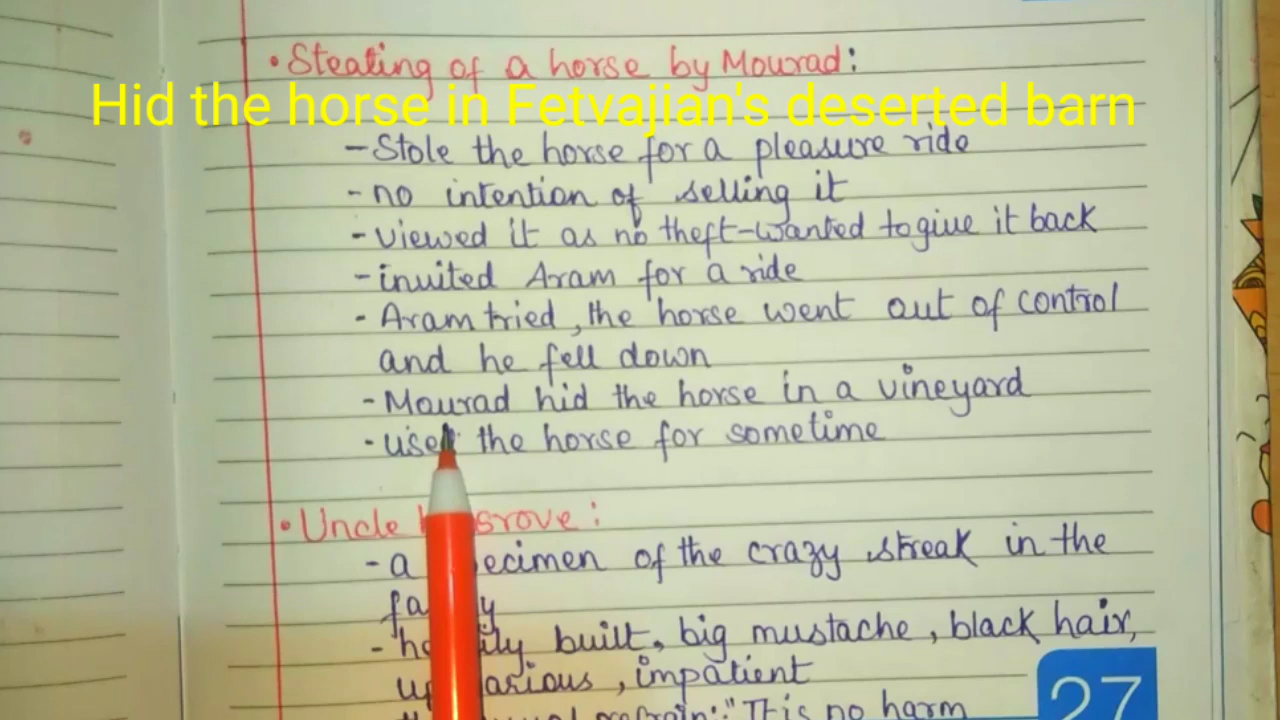 • Stealing of a horse by Mourad:
Hid the horse in Fetvajian's deserted barn
- Stole the horse for a pleasure ride
- no intention of selling it
- viewed it as no theft - wanted to give it back
- invited Aram for a ride
- Aram tried, the horse went out of control
and he fell down
- Mourad hid the horse in a vineyard
- the horse for sometime
• Uncle :
- a of the crazy streak in the
- built, big mustache, black hair,
, impatient
:"It is no harm
27